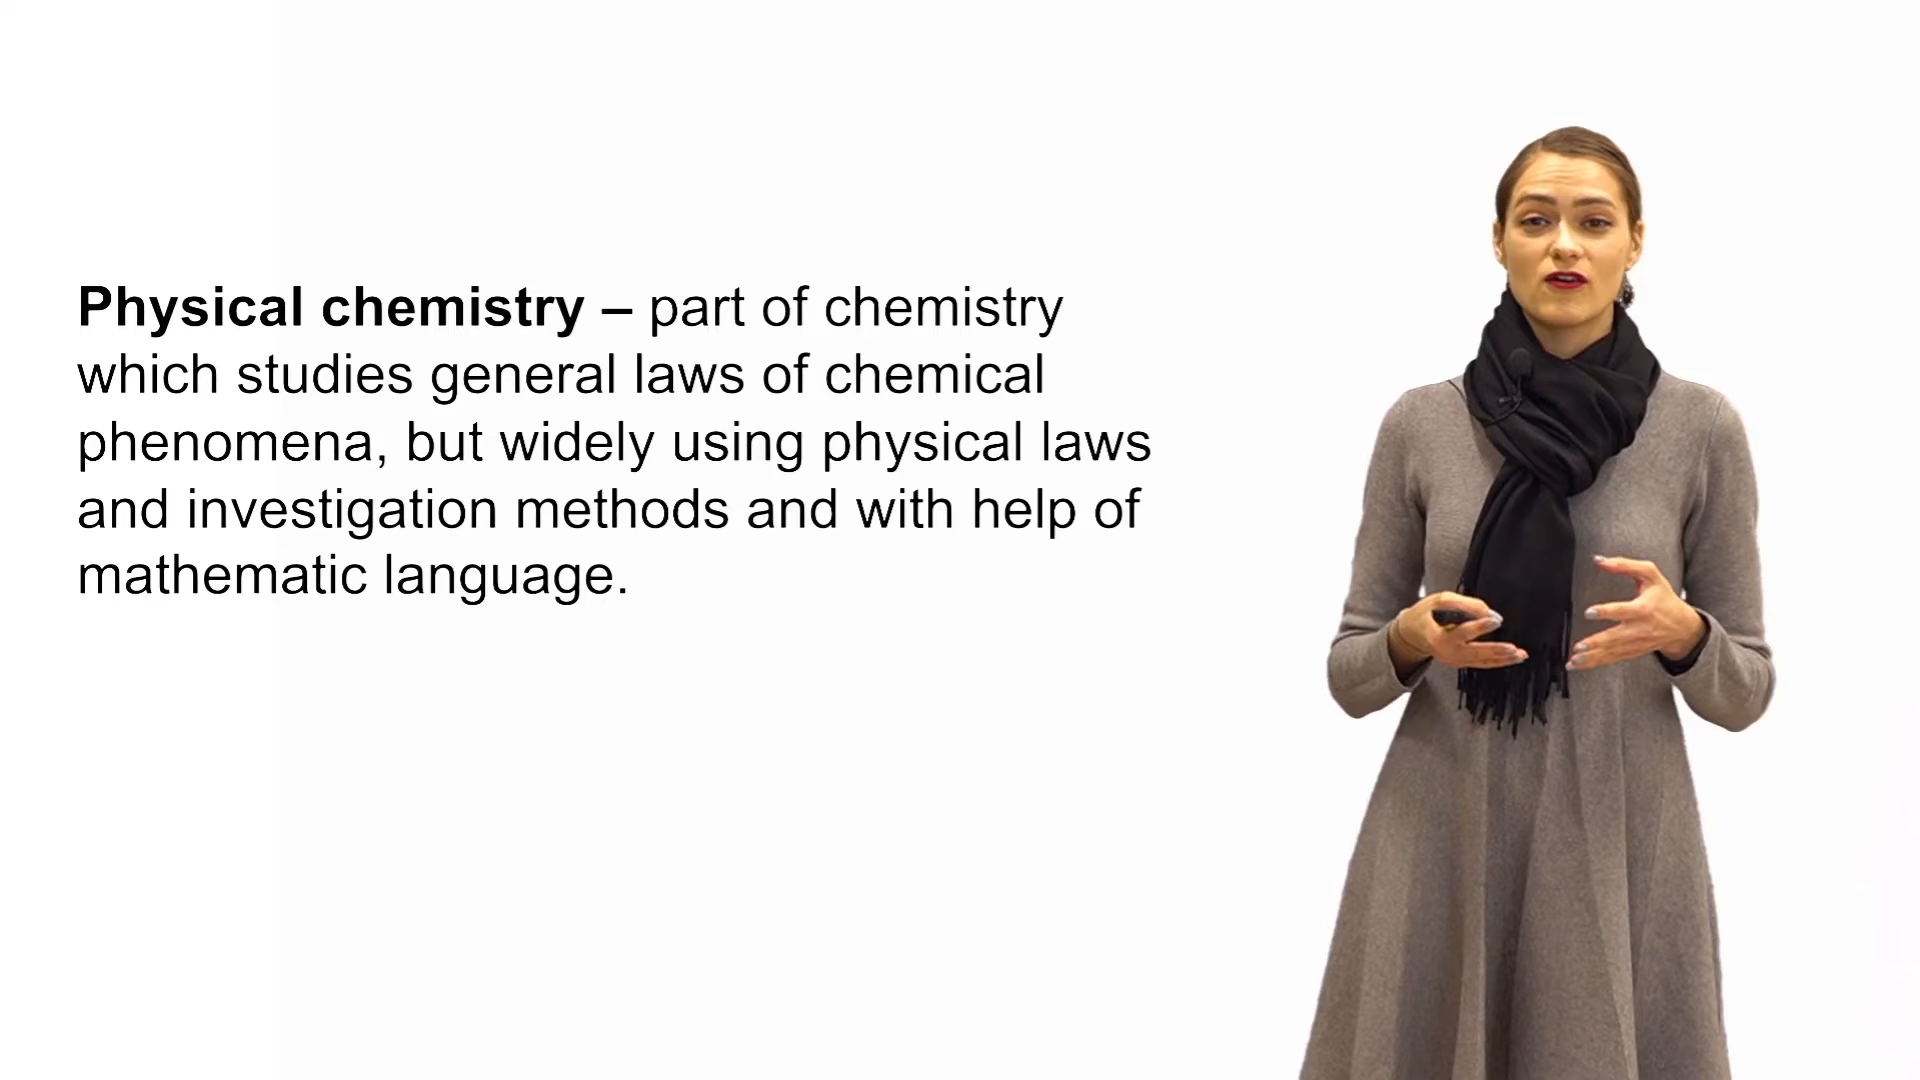 Physical chemistry – part of chemistry
which studies general laws of chemical
phenomena, but widely using physical laws
and investigation methods and with help of
mathematic language.